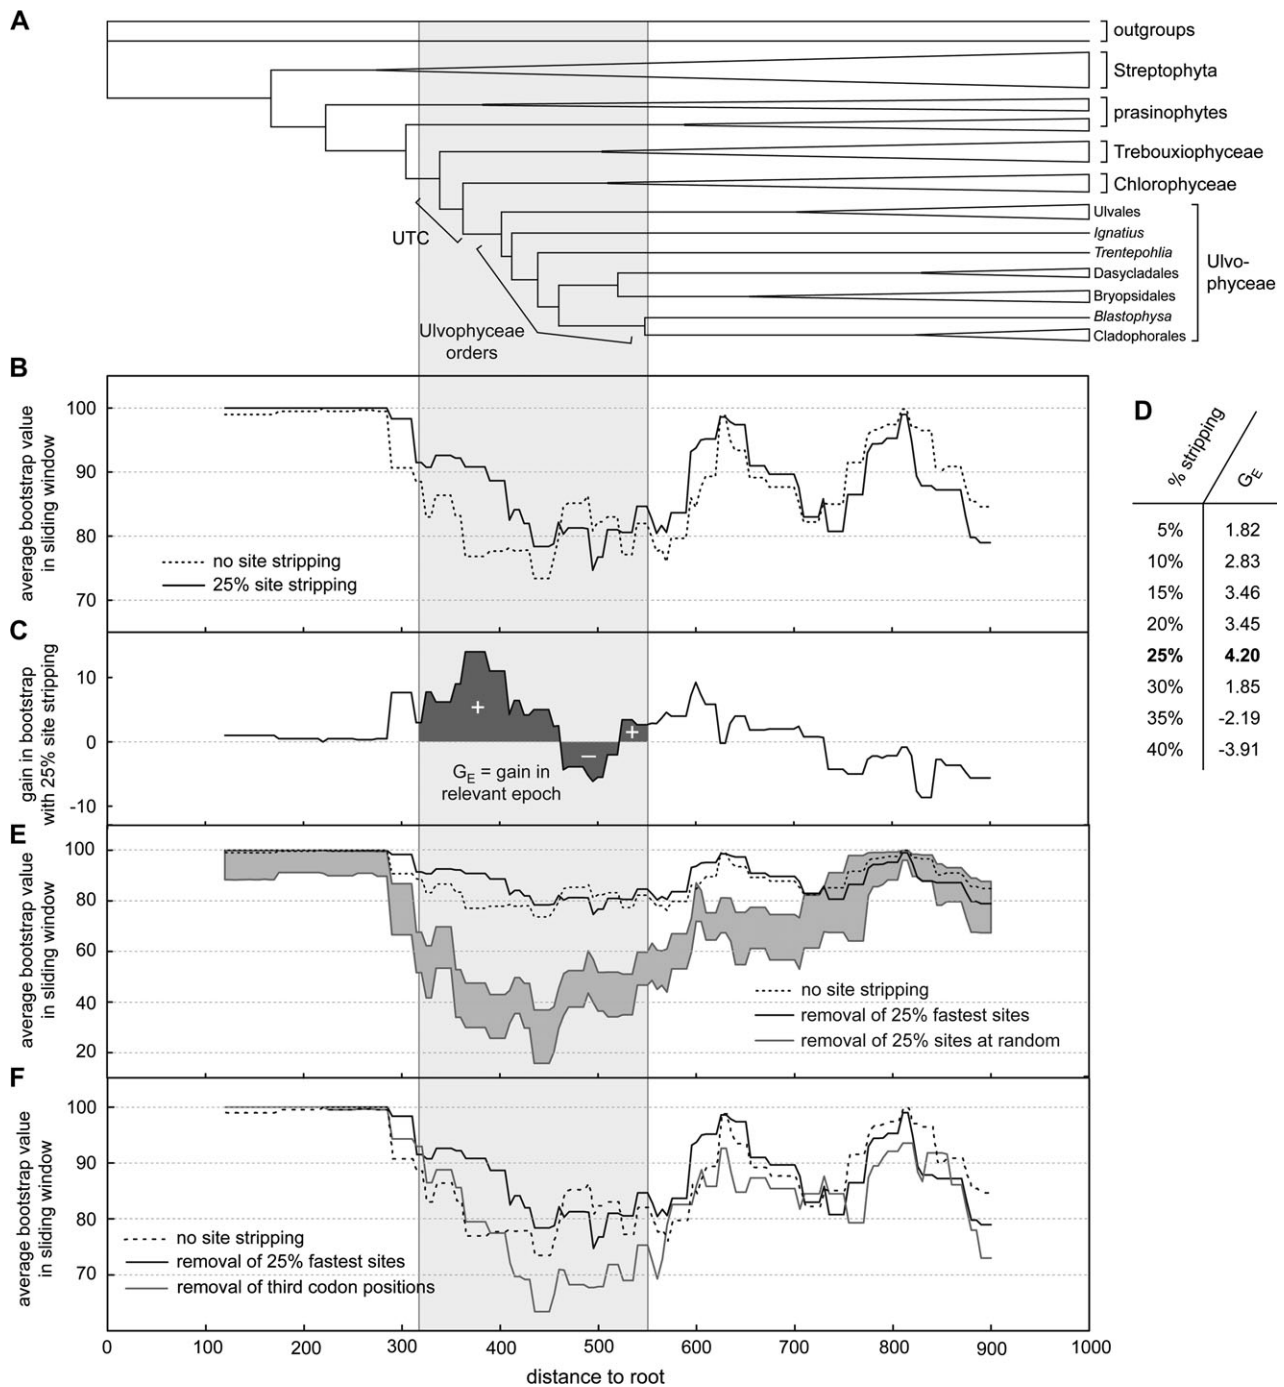 A
outgroups
Streptophyta
prasinophytes
Trebouxiophyceae
Chlorophyceae
Ulvales
Ignatius
Trentepohlia
Dasycladales
Bryopsidales
Blastophysa
Cladophorales
Ulvo-
phyceae
UTC
Ulvophyceae
orders
B
average bootstrap value
in sliding window
100
90
80
70
no site stripping
25% site stripping
D
% stripping
GE
5% 1.82
10% 2.83
15% 3.46
20% 3.45
25% 4.20
30% 1.85
35% -2.19
40% -3.91
C
gain in bootstrap
with 25% site stripping
10
0
-10
+
−
+
GE = gain in
relevant epoch
E
average bootstrap value
in sliding window
100
80
60
40
20
no site stripping
removal of 25% fastest sites
removal of 25% sites at random
F
average bootstrap value
in sliding window
100
90
80
70
no site stripping
removal of 25% fastest sites
removal of third codon positions
0 100 200 300 400 500 600 700 800 900 1000
distance to root